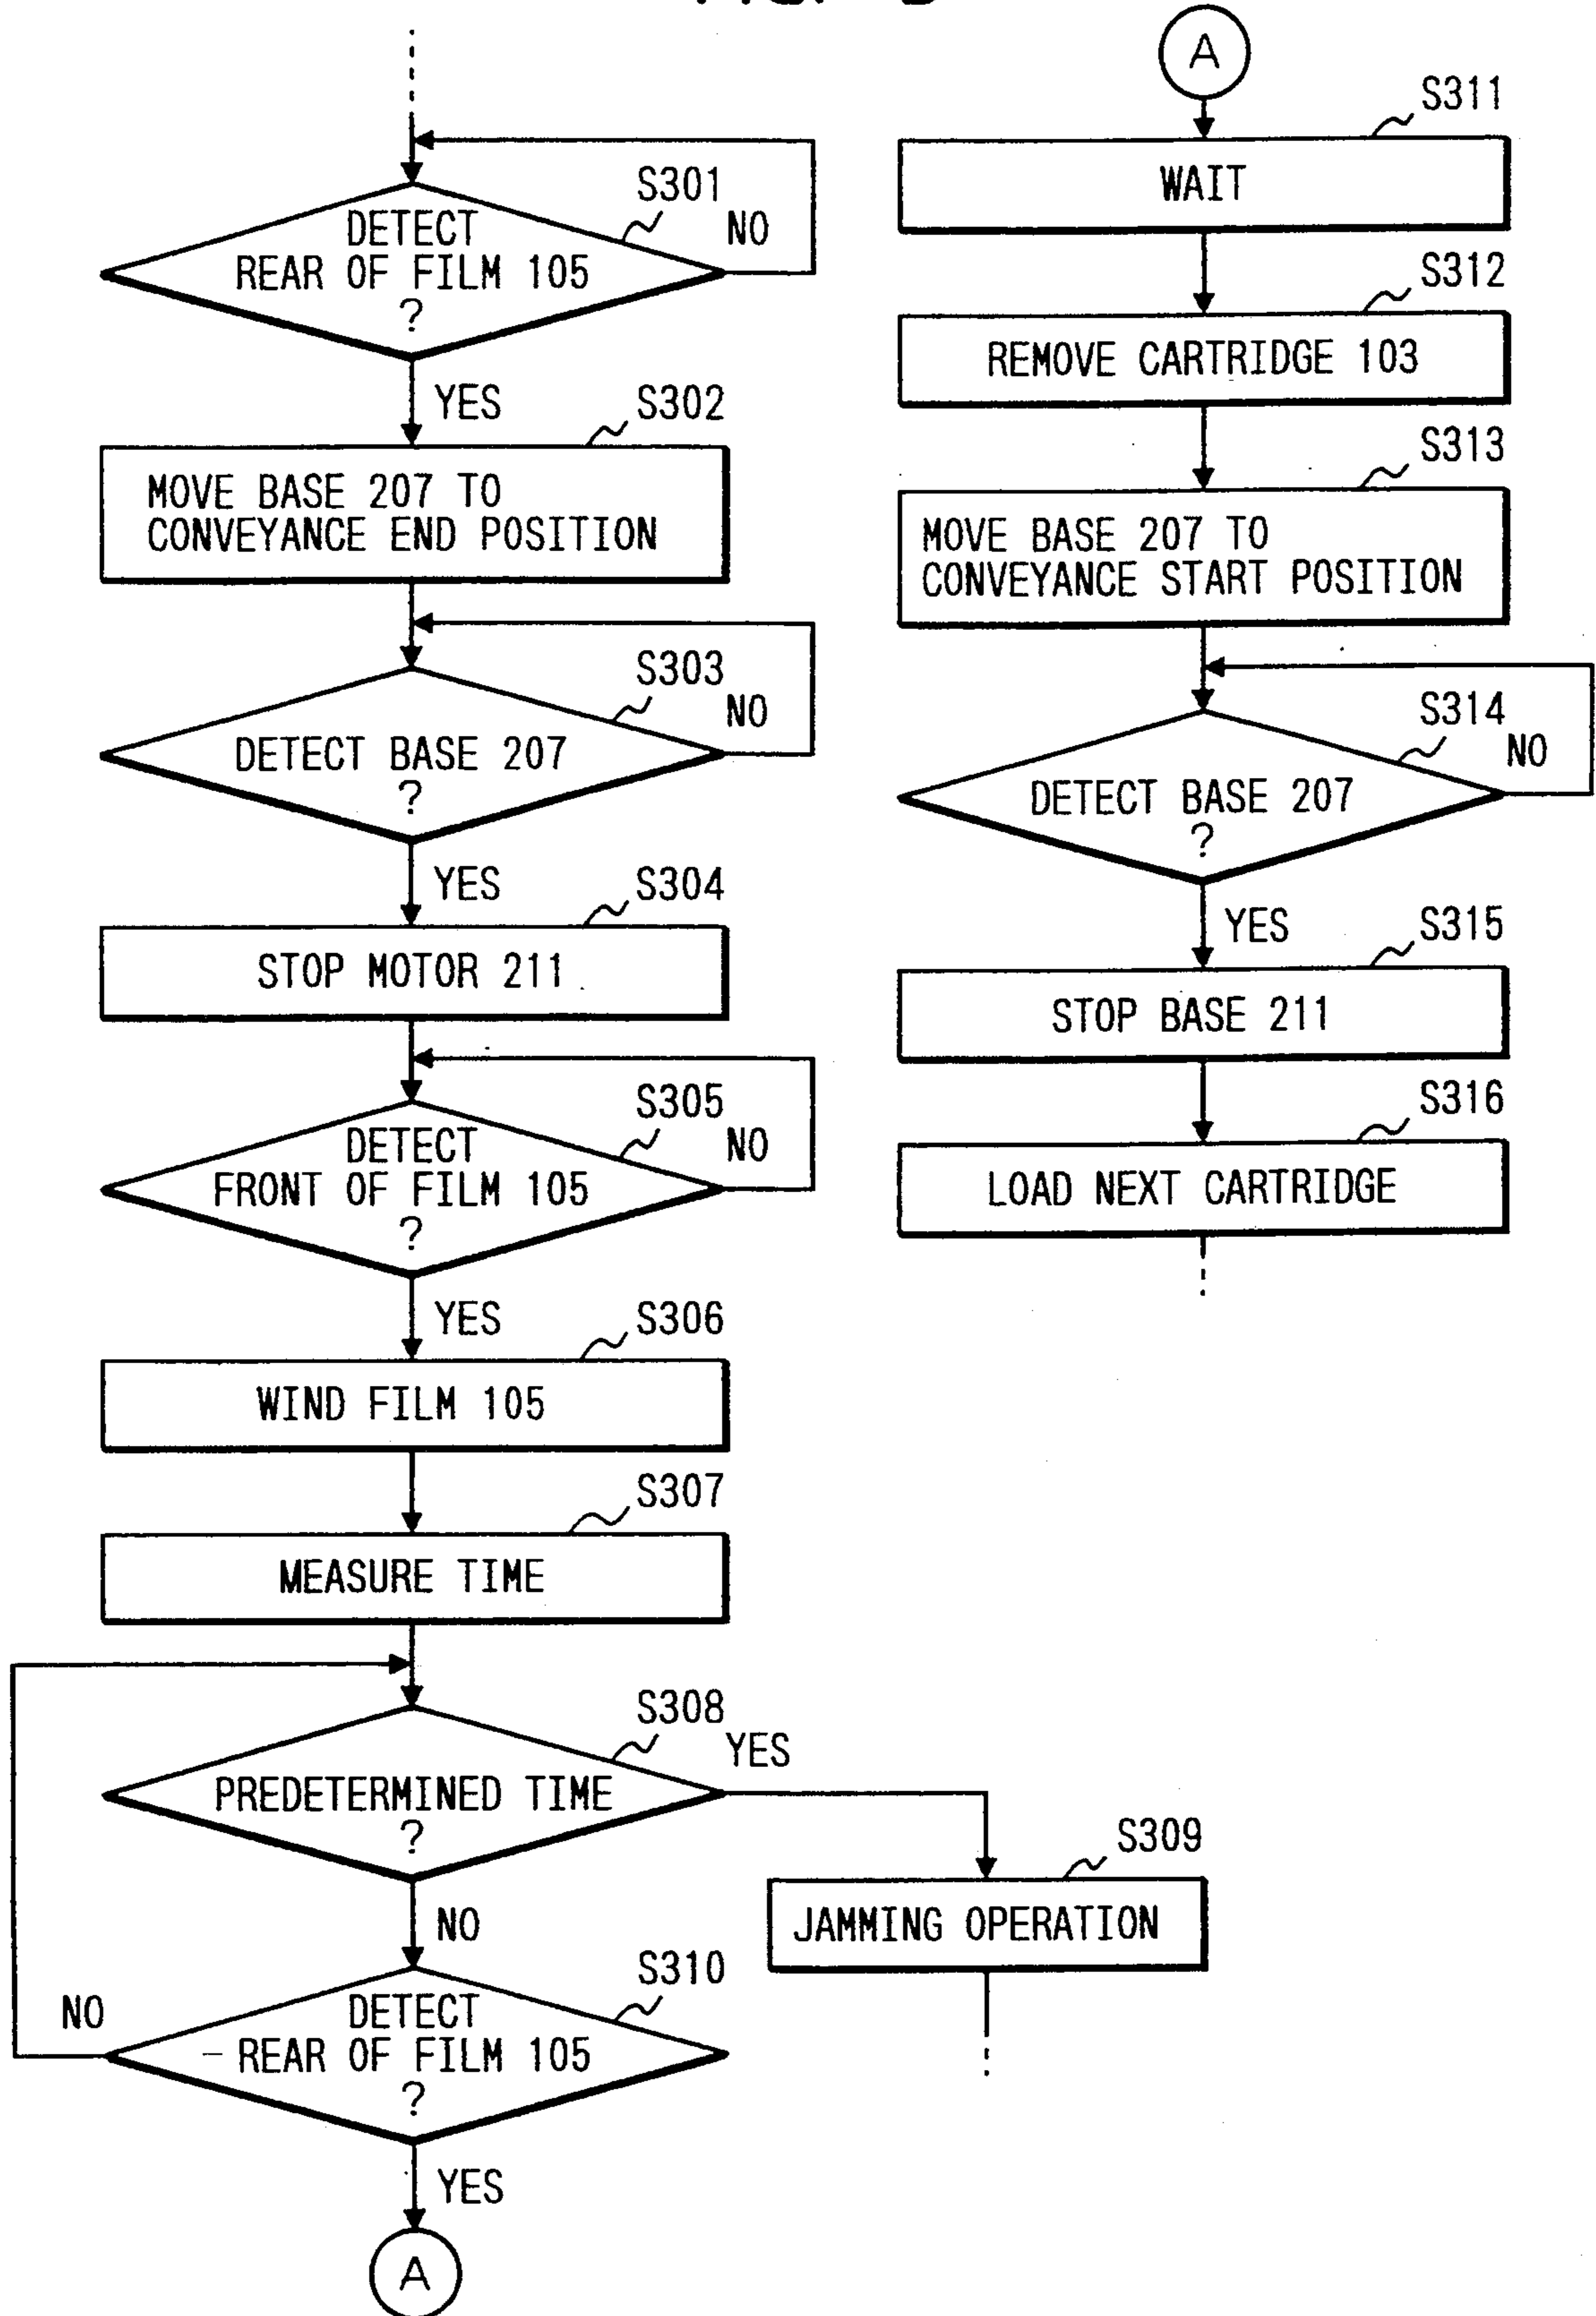 S301
DETECT
REAR OF FILM 105
?
NO
YES
S302
MOVE BASE 207 TO
CONVEYANCE END POSITION
S303
DETECT BASE 207
?
NO
YES
S304
STOP MOTOR 211
S305
DETECT
FRONT OF FILM 105
?
NO
YES
S306
WIND FILM 105
S307
MEASURE TIME
S308
PREDETERMINED TIME
?
YES
S309
JAMMING OPERATION
NO
S310
DETECT
REAR OF FILM 105
?
NO
YES
A
A
S311
WAIT
S312
REMOVE CARTRIDGE 103
S313
MOVE BASE 207 TO
CONVEYANCE START POSITION
S314
DETECT BASE 207
?
NO
YES
S315
STOP BASE 211
S316
LOAD NEXT CARTRIDGE